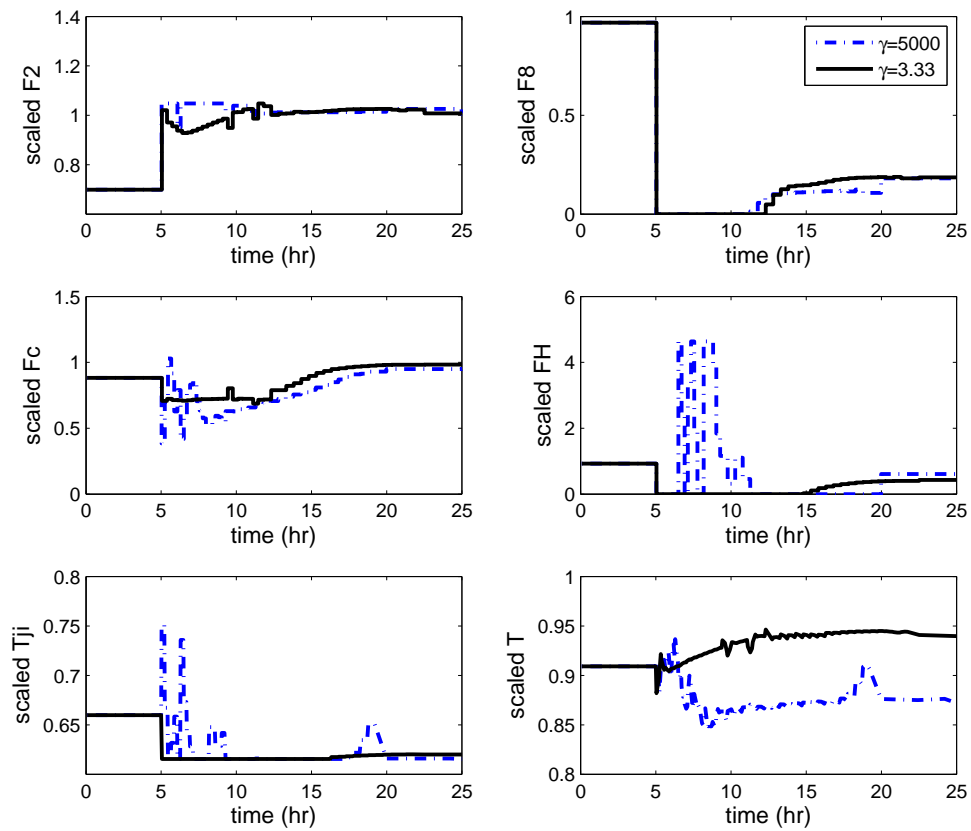 1.4
1.2
1
0.8
scaled F2
0 5 10 15 20 25
time (hr)
1
0.5
0
scaled F8
γ=5000
γ=3.33
0 5 10 15 20 25
time (hr)
1.5
1
0.5
0
scaled Fc
0 5 10 15 20 25
time (hr)
6
4
2
0
scaled FH
0 5 10 15 20 25
time (hr)
0.8
0.75
0.7
0.65
scaled Tji
0 5 10 15 20 25
time (hr)
1
0.95
0.9
0.85
0.8
scaled T
0 5 10 15 20 25
time (hr)